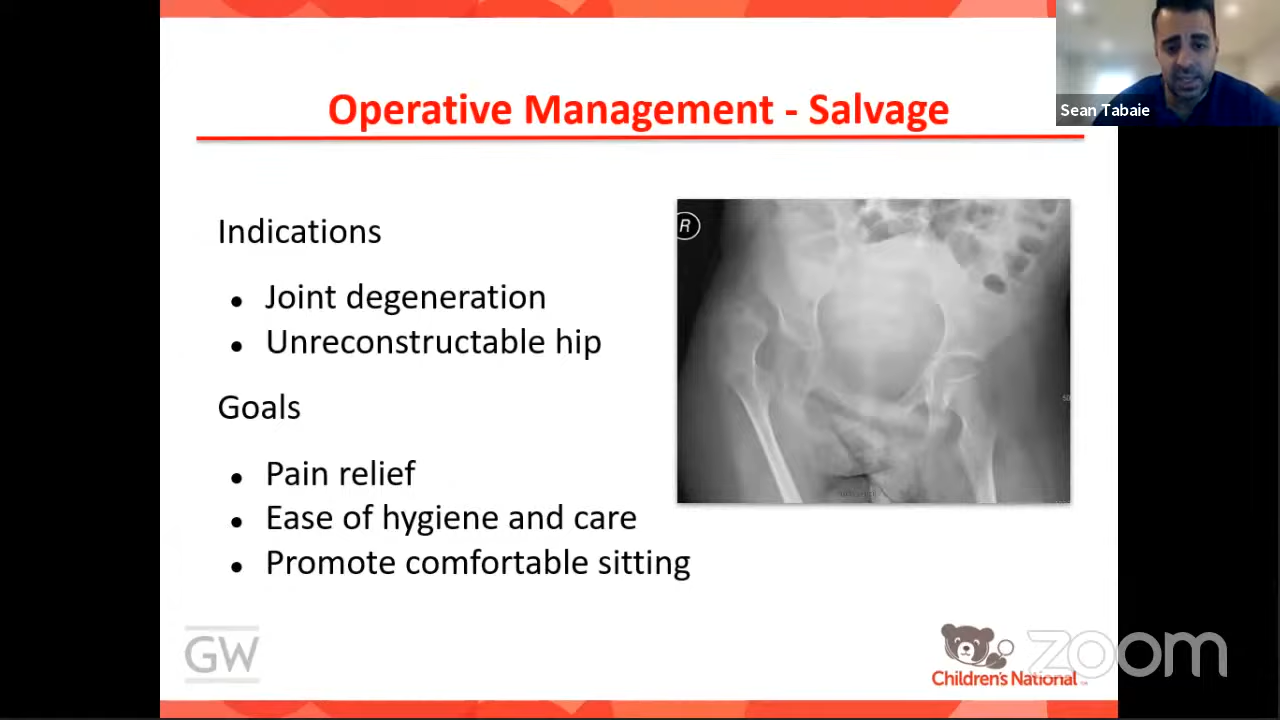 Operative Management - Salvage
Sean Tabaie
Indications
R
• Joint degeneration
• Unreconstructable hip
Goals
• Pain relief
• Ease of hygiene and care
• Promote comfortable sitting
GW
Children's National
zoom